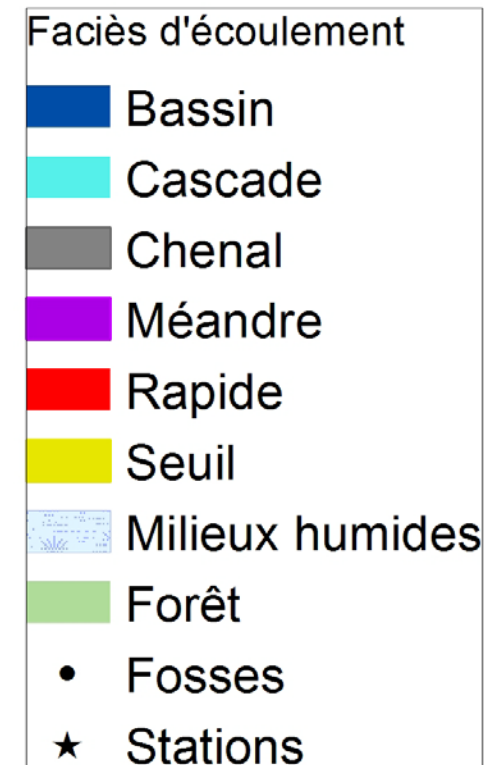 Faciès d'écoulement
Bassin
Cascade
Chenal
Méandre
Rapide
Seuil
Milieux humides
Forêt
Fosses
Stations